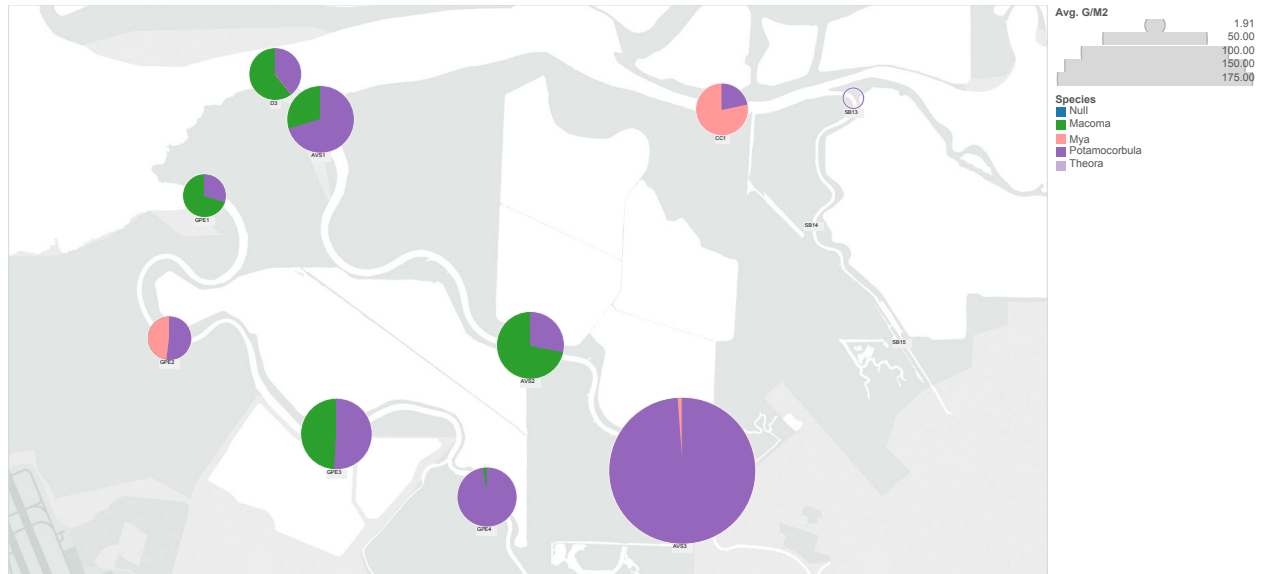 Avg. G/M2
1.91
50.00
100.00
150.00
175.00
Species
Null
Macoma
Mya
Potamocorbula
Theora
D3
AVS1
CC1
SB13
GPE1
SB14
GPE2
SB15
AVS2
GPE3
GPE4
AVS3